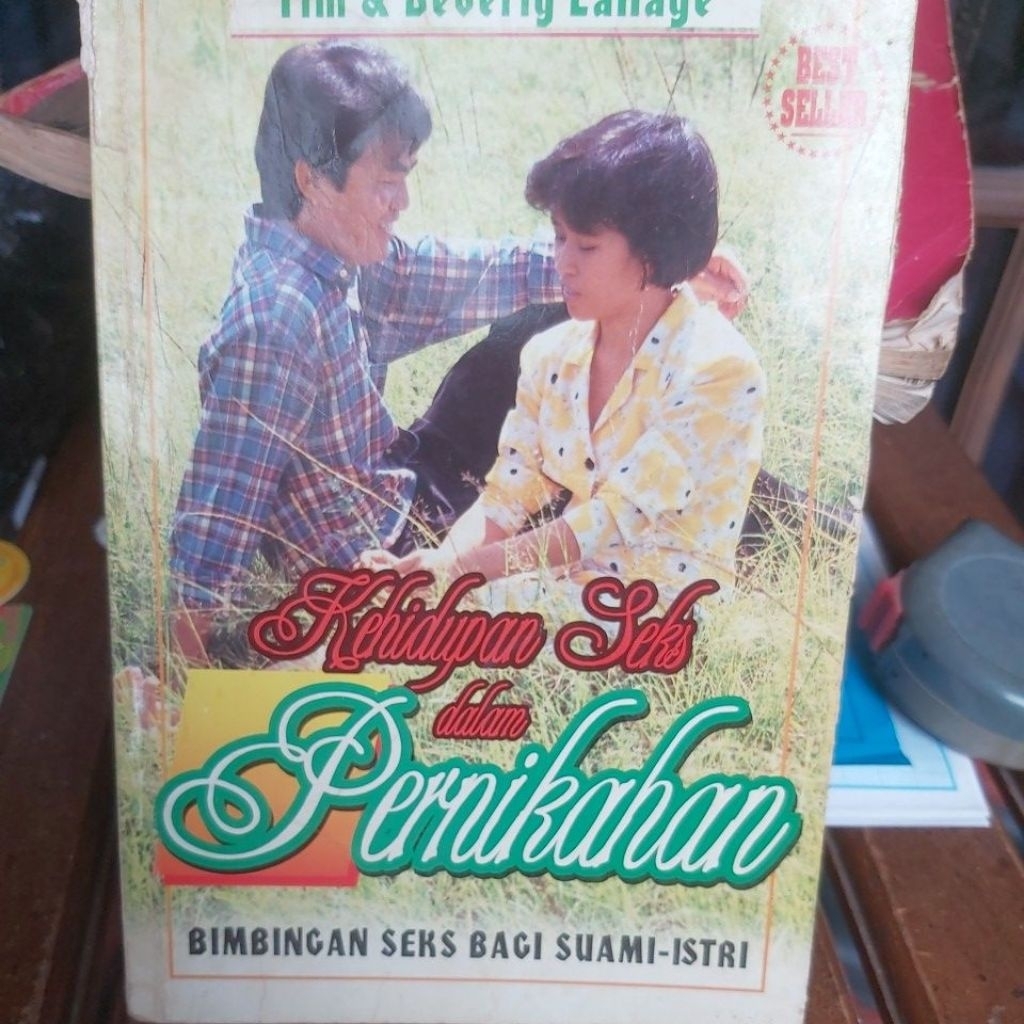 Tim & Beverly LaHaye
BEST
SELLER
Kehidupan Seks
dalam
Pernikahan
BIMBINGAN SEKS BAGI SUAMI-ISTRI